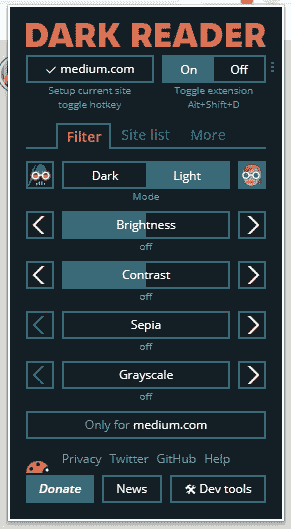 DARK READER
✓ medium.com
On Off
Setup current site
toggle hotkey
Toggle extension
Alt+Shift+D
Filter Site list More
Dark Light
Mode
Brightness
off
Contrast
off
Sepia
off
Grayscale
off
Only for medium.com
Privacy Twitter GitHub Help
Donate News 🛠 Dev tools